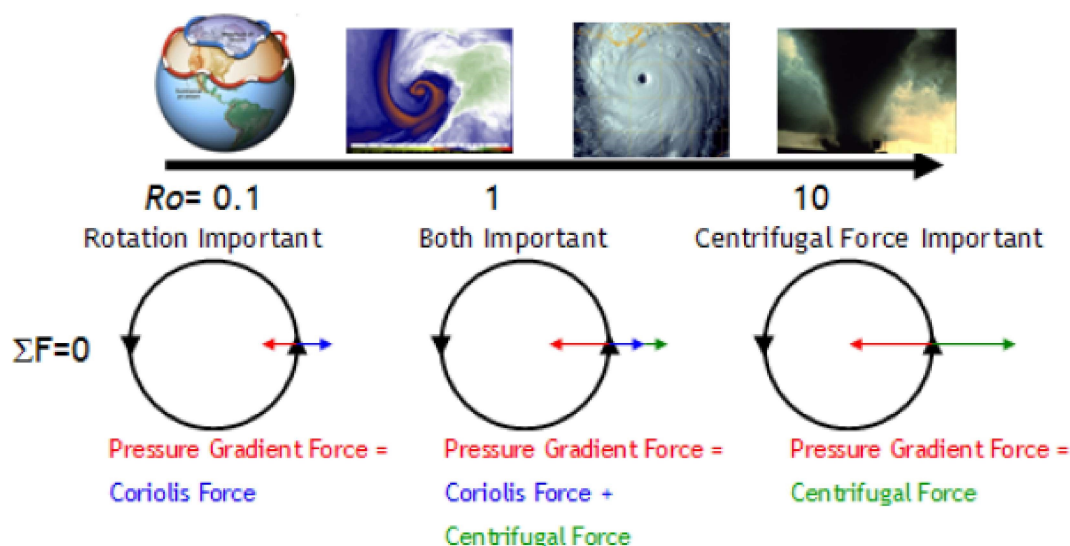 Ro= 0.1
1
10
Rotation Important
Both Important
Centrifugal Force Important
ΣF=0
Pressure Gradient Force =
Coriolis Force
Pressure Gradient Force =
Coriolis Force +
Centrifugal Force
Pressure Gradient Force =
Centrifugal Force